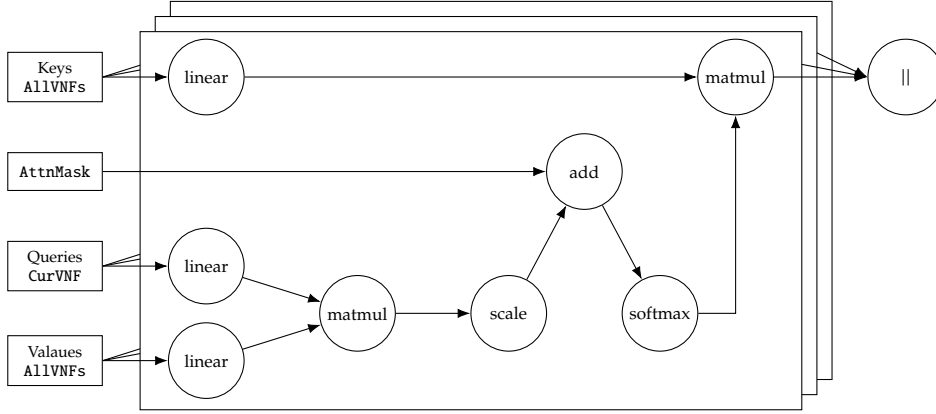 Keys
AllVNFs
linear
matmul
||
AttnMask
add
Queries
CurVNF
linear
matmul
scale
softmax
Valaues
AllVNFs
linear